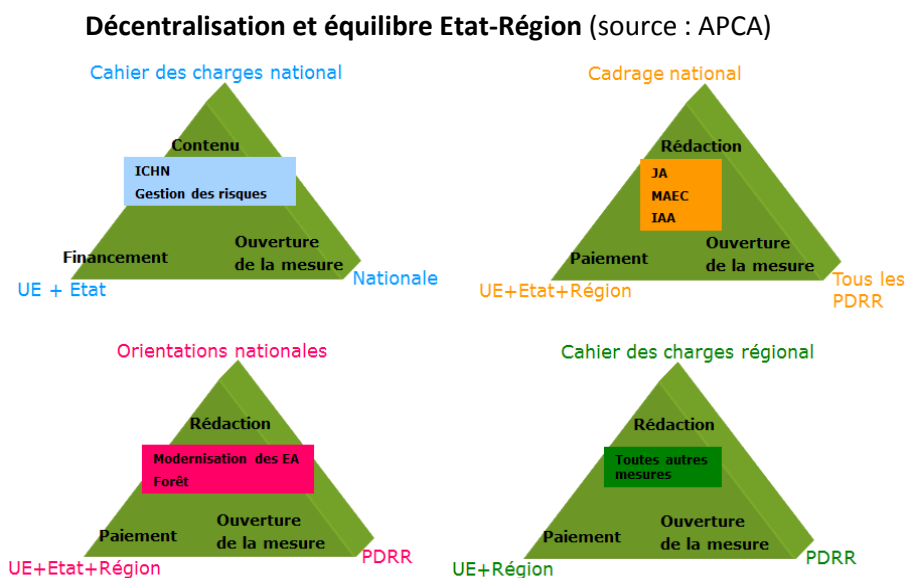 Décentralisation et équilibre Etat-Région (source : APCA)
Cahier des charges national
Contenu
ICHN
Gestion des risques
Financement
Ouverture
de la mesure
UE + Etat
Nationale
Cadrage national
Rédaction
JA
MAEC
IAA
Paiement
Ouverture
de la mesure
UE+Etat+Région
Tous les
PDRR
Orientations nationales
Rédaction
Modernisation des EA
Forêt
Paiement
Ouverture
de la mesure
UE+Etat+Région
PDRR
Cahier des charges régional
Rédaction
Toutes autres
mesures
Paiement
Ouverture
de la mesure
UE+Région
PDRR